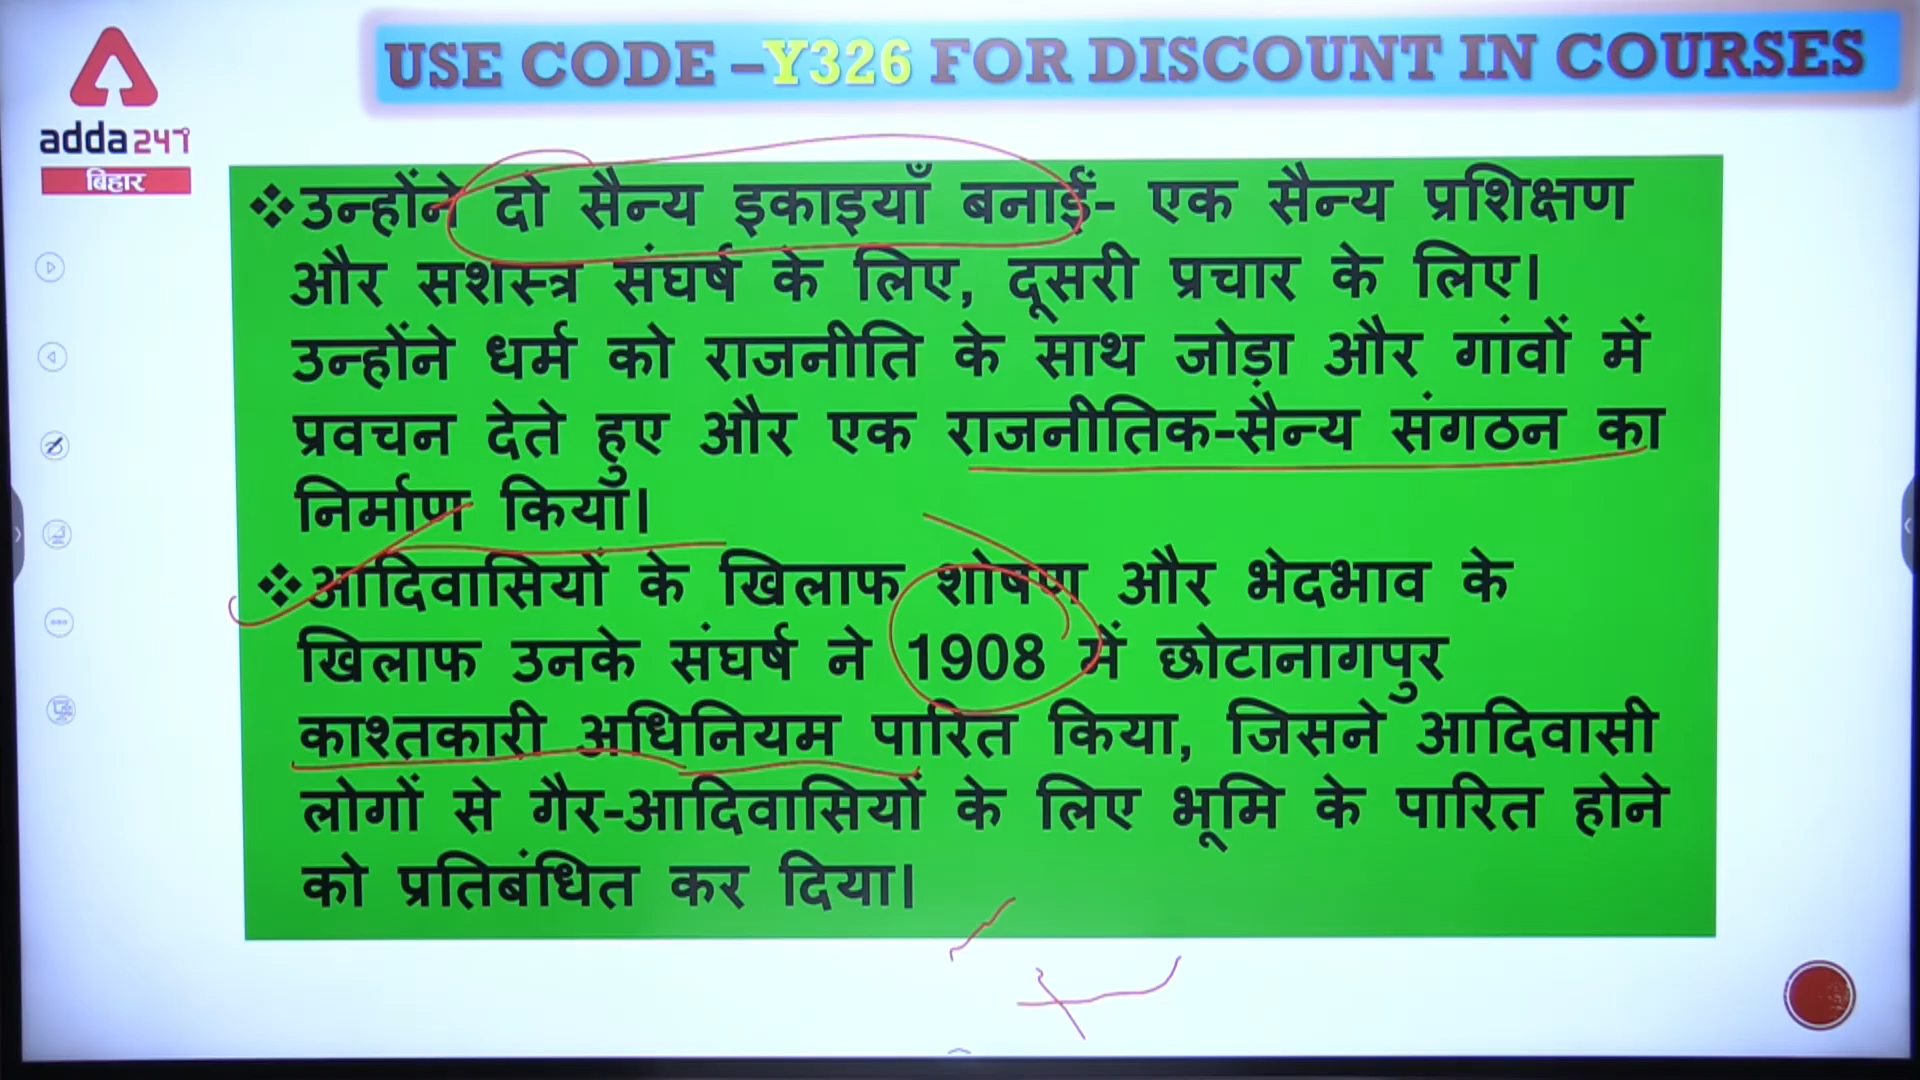 USE CODE –Y326 FOR DISCOUNT IN COURSES
adda247
बिहार
❖उन्होंने दो सैन्य इकाइयाँ बनाईं- एक सैन्य प्रशिक्षण
और सशस्त्र संघर्ष के लिए, दूसरी प्रचार के लिए।
उन्होंने धर्म को राजनीति के साथ जोड़ा और गांवों में
प्रवचन देते हुए और एक राजनीतिक-सैन्य संगठन का
निर्माण किया।
❖आदिवासियों के खिलाफ शोषण और भेदभाव के
खिलाफ उनके संघर्ष ने 1908 में छोटानागपुर
काश्तकारी अधिनियम पारित किया, जिसने आदिवासी
लोगों से गैर-आदिवासियों के लिए भूमि के पारित होने
को प्रतिबंधित कर दिया।